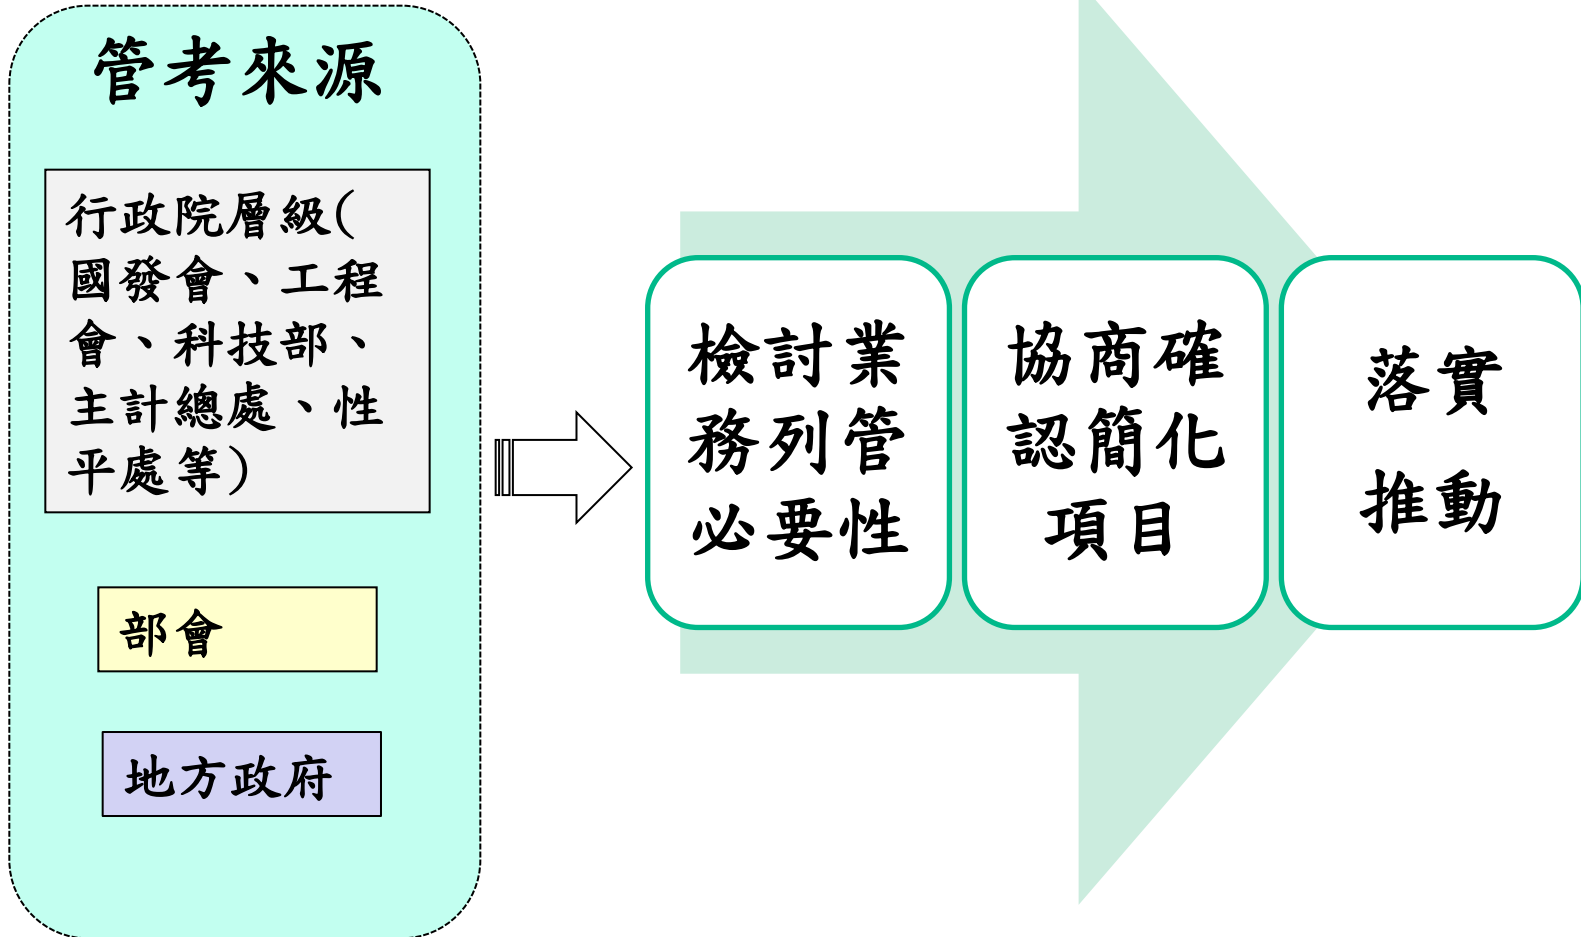 管考來源
行政院層級(
國發會、工程
會、科技部、
主計總處、性
平處等)
部會
地方政府
檢討業
務列管
必要性
協商確
認簡化
項目
落實
推動